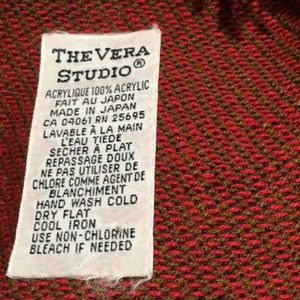 THE VERA
STUDIO®
ACRYLIQUE 100% ACRYLIC
FAIT AU JAPON
MADE IN JAPAN
CA 04061 RN 25695
LAVABLE À LA MAIN
L'EAU TIEDE
SECHER À PLAT
REPASSAGE DOUX
NE PAS UTILISER DE
CHLORE COMME AGENT DE
BLANCHIMENT
HAND WASH COLD
DRY FLAT
COOL IRON
USE NON-CHLORINE
BLEACH IF NEEDED